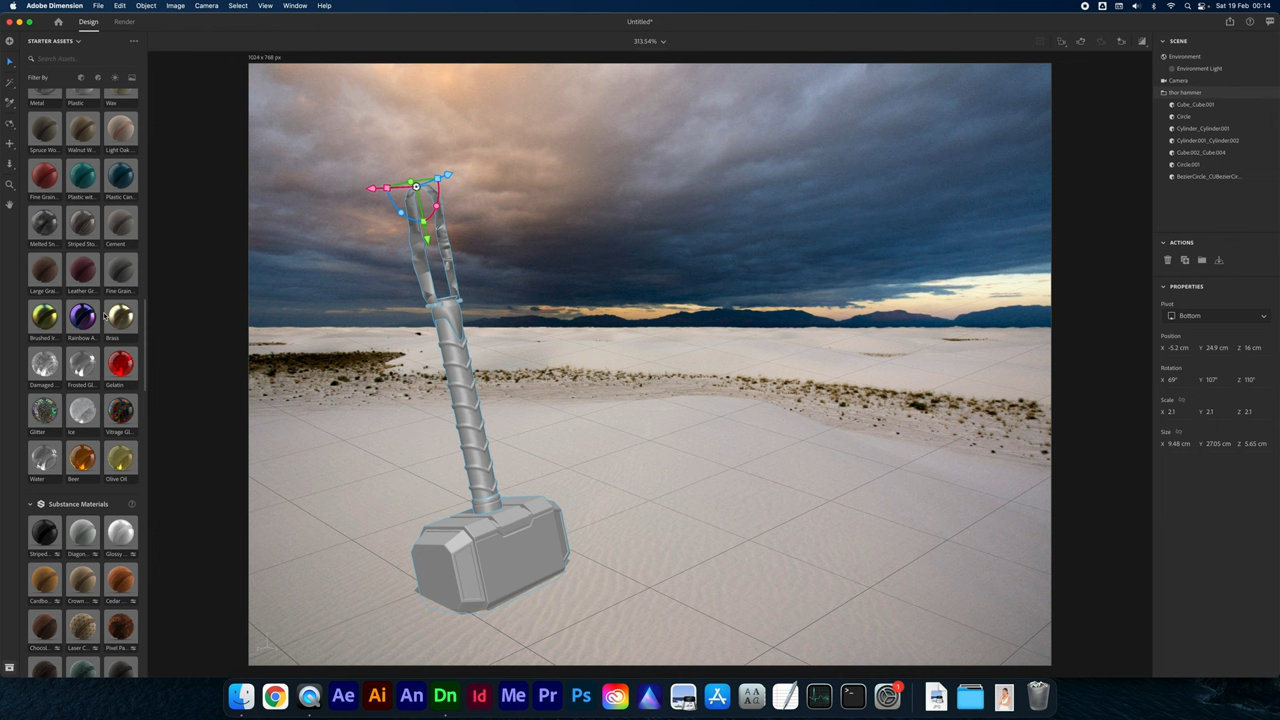 Adobe Dimension File Edit Object Image Camera Select View Window Help
Sat 19 Feb 00:14
Design Render
Untitled*
STARTER ASSETS
Search Assets...
Filter By
Metal Plastic Wax
Spruce Wo... Walnut W... Light Oak ...
Fine Grain... Plastic wit... Plastic Can...
Melted Sn... Striped Sto... Cement
Large Grai... Leather Gr... Fine Grain...
Brushed Ir... Rainbow A... Brass
Damaged ... Frosted Gl... Gelatin
Glitter Ice Vitrage Gl...
Water Beer Olive Oil
Substance Materials
Striped... Diagon... Glossy...
Cardbo... Crown ... Cedar ...
Chocol... Laser C... Pixel Pa...
313.54%
1024 x 768 px
SCENE
Environment
Environment Light
Camera
thor hammer
Cube_Cube.001
Circle
Cylinder_Cylinder.001
Cylinder.001_Cylinder.002
Cube.002_Cube.004
Circle.001
BezierCircle_CUBezierCir...
ACTIONS
PROPERTIES
Pivot
Bottom
Position
X -5.2 cm Y 24.9 cm Z 16 cm
Rotation
X 69° Y 107° Z 110°
Scale
X 2.1 Y 2.1 Z 2.1
Size
X 9.48 cm Y 27.05 cm Z 5.65 cm
Ae Ai An Dn Id Me Pr Ps
1